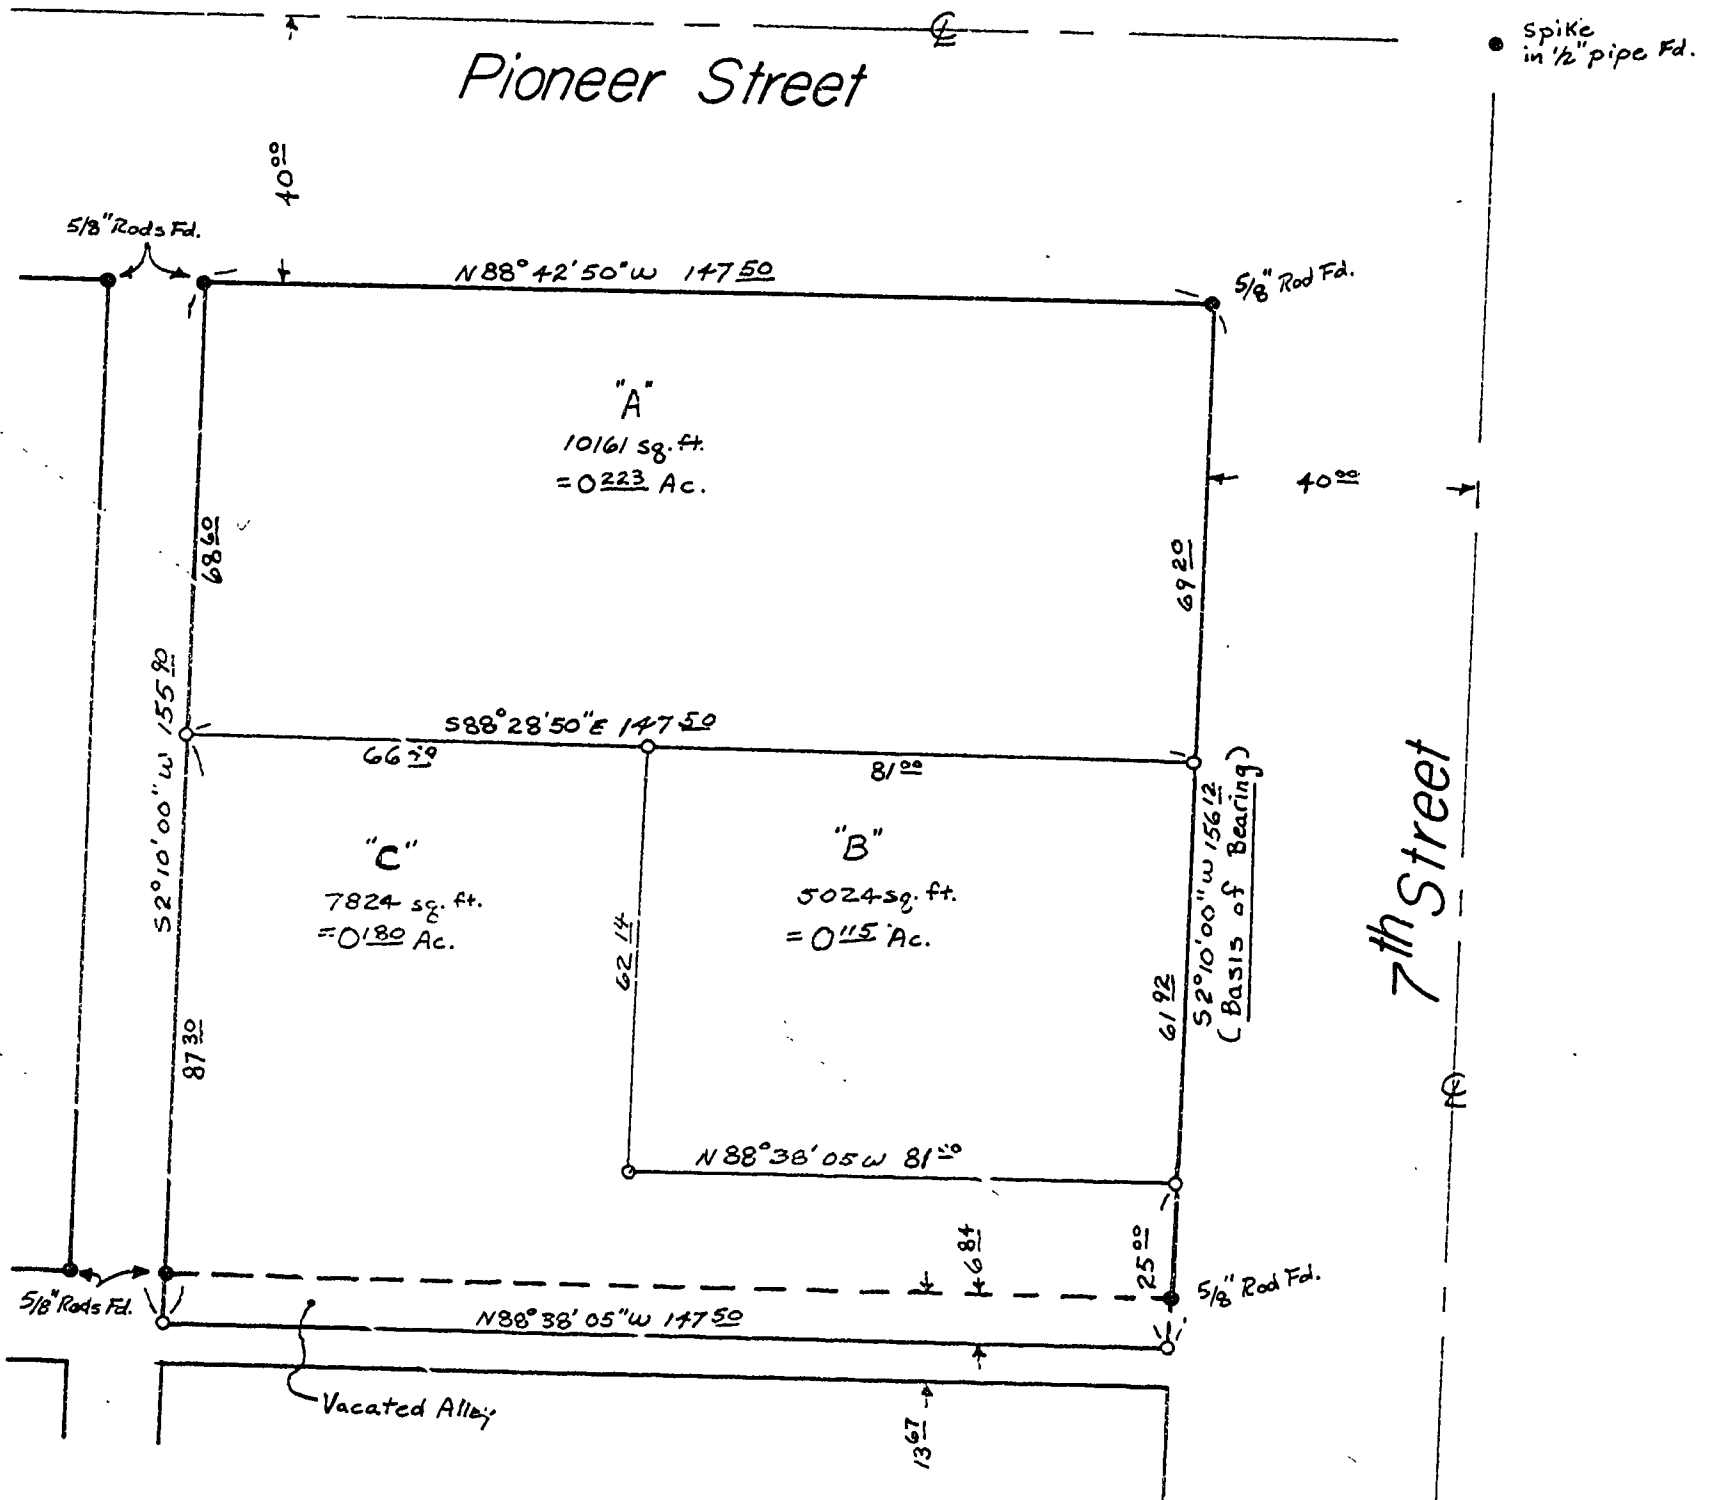 ℄
spike
in 1/2" pipe Fd.
Pioneer Street
40 00
5/8" Rods Fd.
N88°42'50"W 147 50
5/8" Rod Fd.
"A"
10161 sq. ft.
= 0 223 Ac.
40 00
68 60
69 20
S2°10'00"W 155 90
S88°28'50"E 147 50
66 50
81 00
S2°10'00"W 156 12
(Basis of Bearing)
7th Street
"C"
7824 sq. ft.
= 0 180 Ac.
"B"
5024 sq. ft.
= 0 115 Ac.
62 14
61 92
87 30
℄
N88°38'05W 81 00
6 84
25 00
5/8" Rods Fd.
5/8" Rod Fd.
N88°38'05"W 147 50
Vacated Alley
13 67